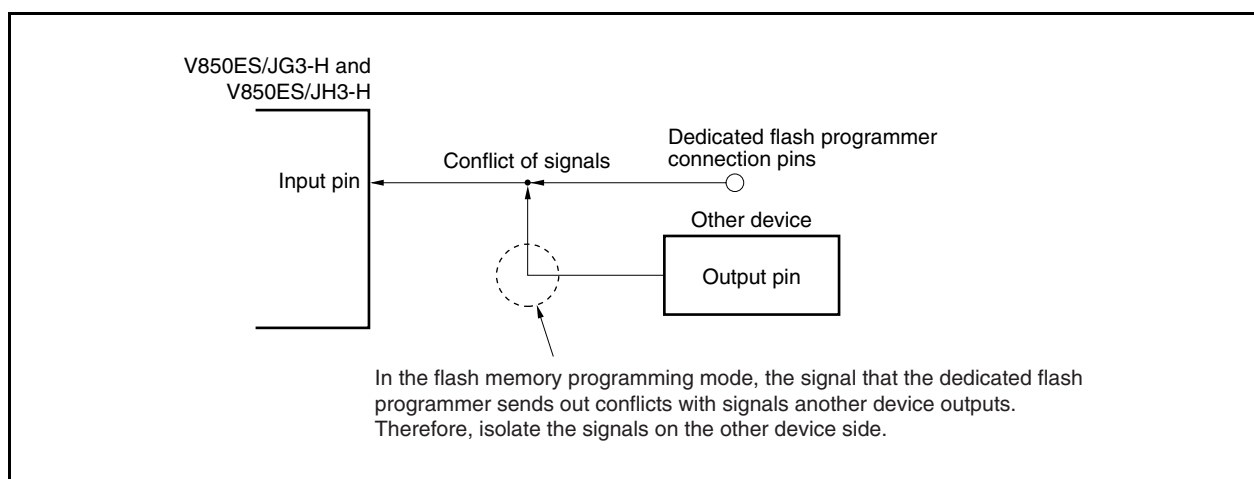 V850ES/JG3-H and
V850ES/JH3-H
Dedicated flash programmer
connection pins
Conflict of signals
Input pin
Other device
Output pin
In the flash memory programming mode, the signal that the dedicated flash
programmer sends out conflicts with signals another device outputs.
Therefore, isolate the signals on the other device side.